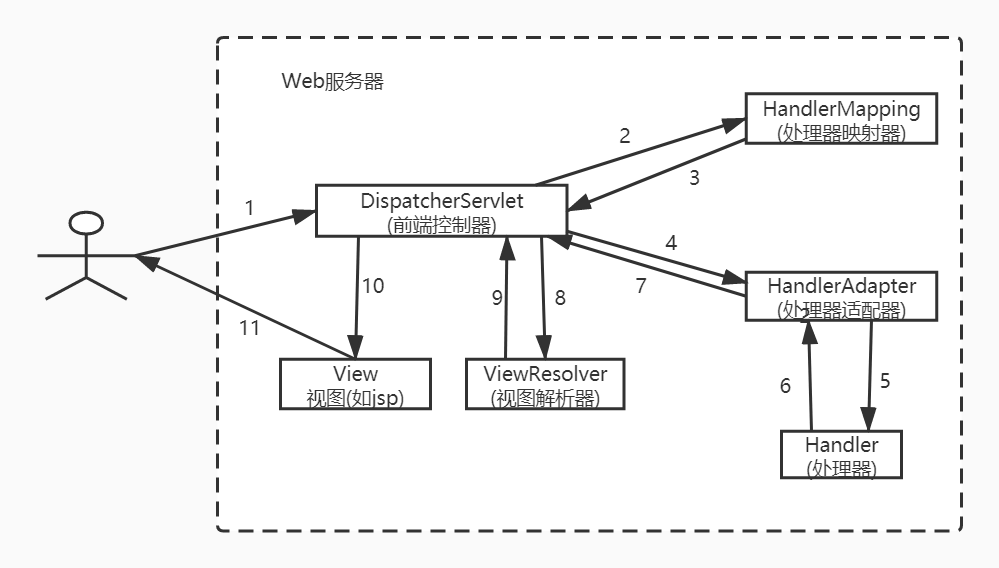 Web服务器
HandlerMapping
(处理器映射器)
2
3
DispatcherServlet
(前端控制器)
1
4
7
HandlerAdapter
(处理器适配器)
2
10
9
8
11
View
视图(如jsp)
ViewResolver
(视图解析器)
6
5
Handler
(处理器)